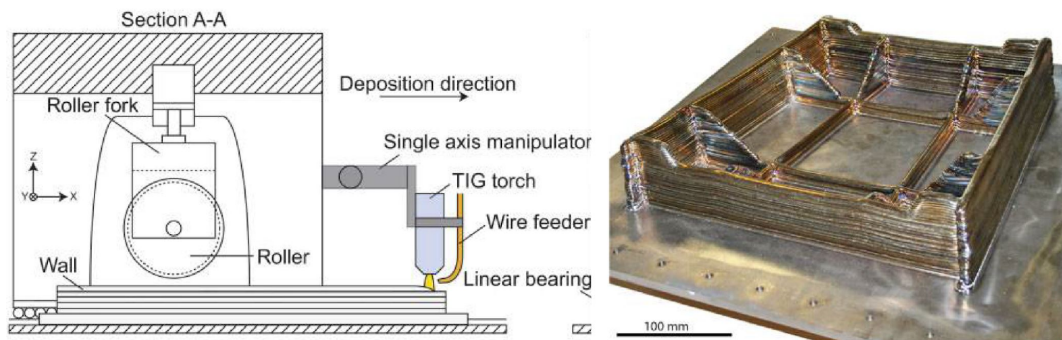 Section A-A
Deposition direction
Roller fork
Single axis manipulator
Z
Y
X
TIG torch
Wire feeder
Roller
Wall
Linear bearing
100 mm